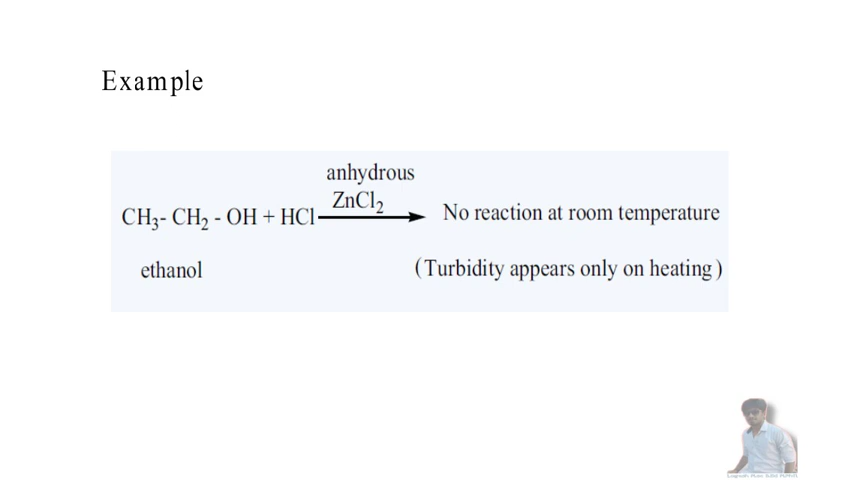 Example
anhydrous
ZnCl₂
CH₃- CH₂ - OH + HCl
No reaction at room temperature
ethanol
(Turbidity appears only on heating)